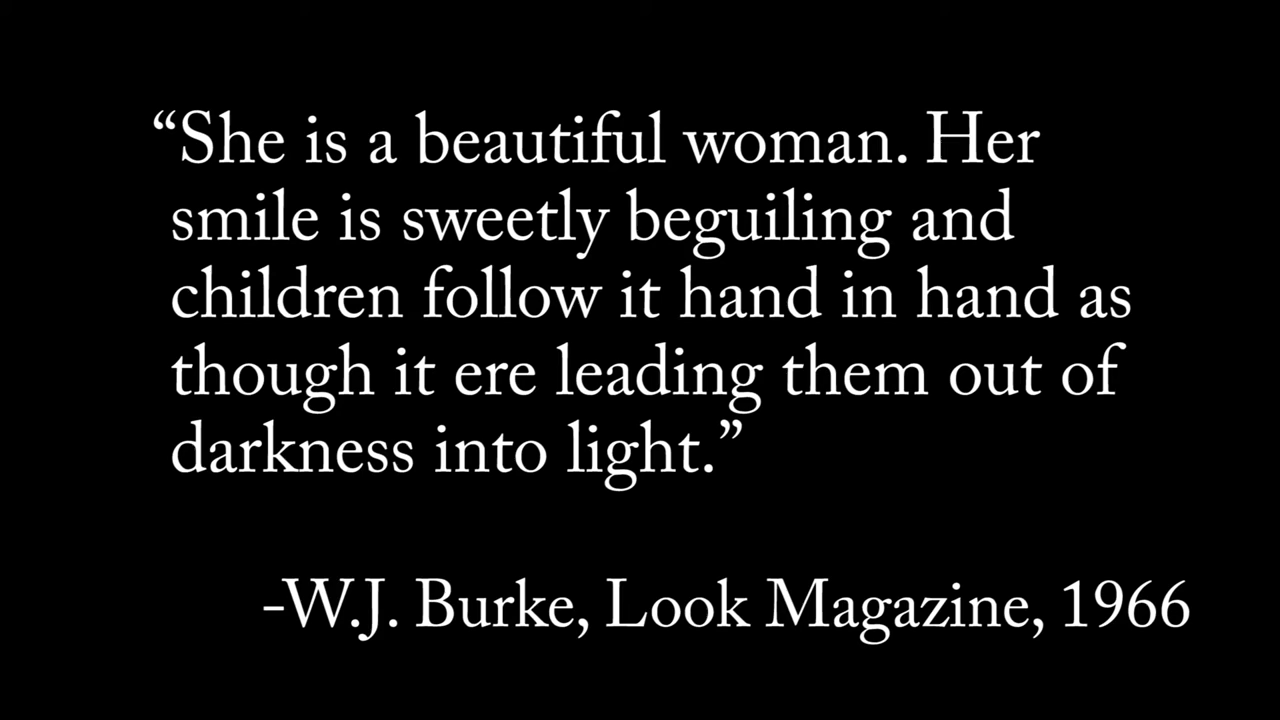 “She is a beautiful woman. Her
smile is sweetly beguiling and
children follow it hand in hand as
though it ere leading them out of
darkness into light.”
-W.J. Burke, Look Magazine, 1966